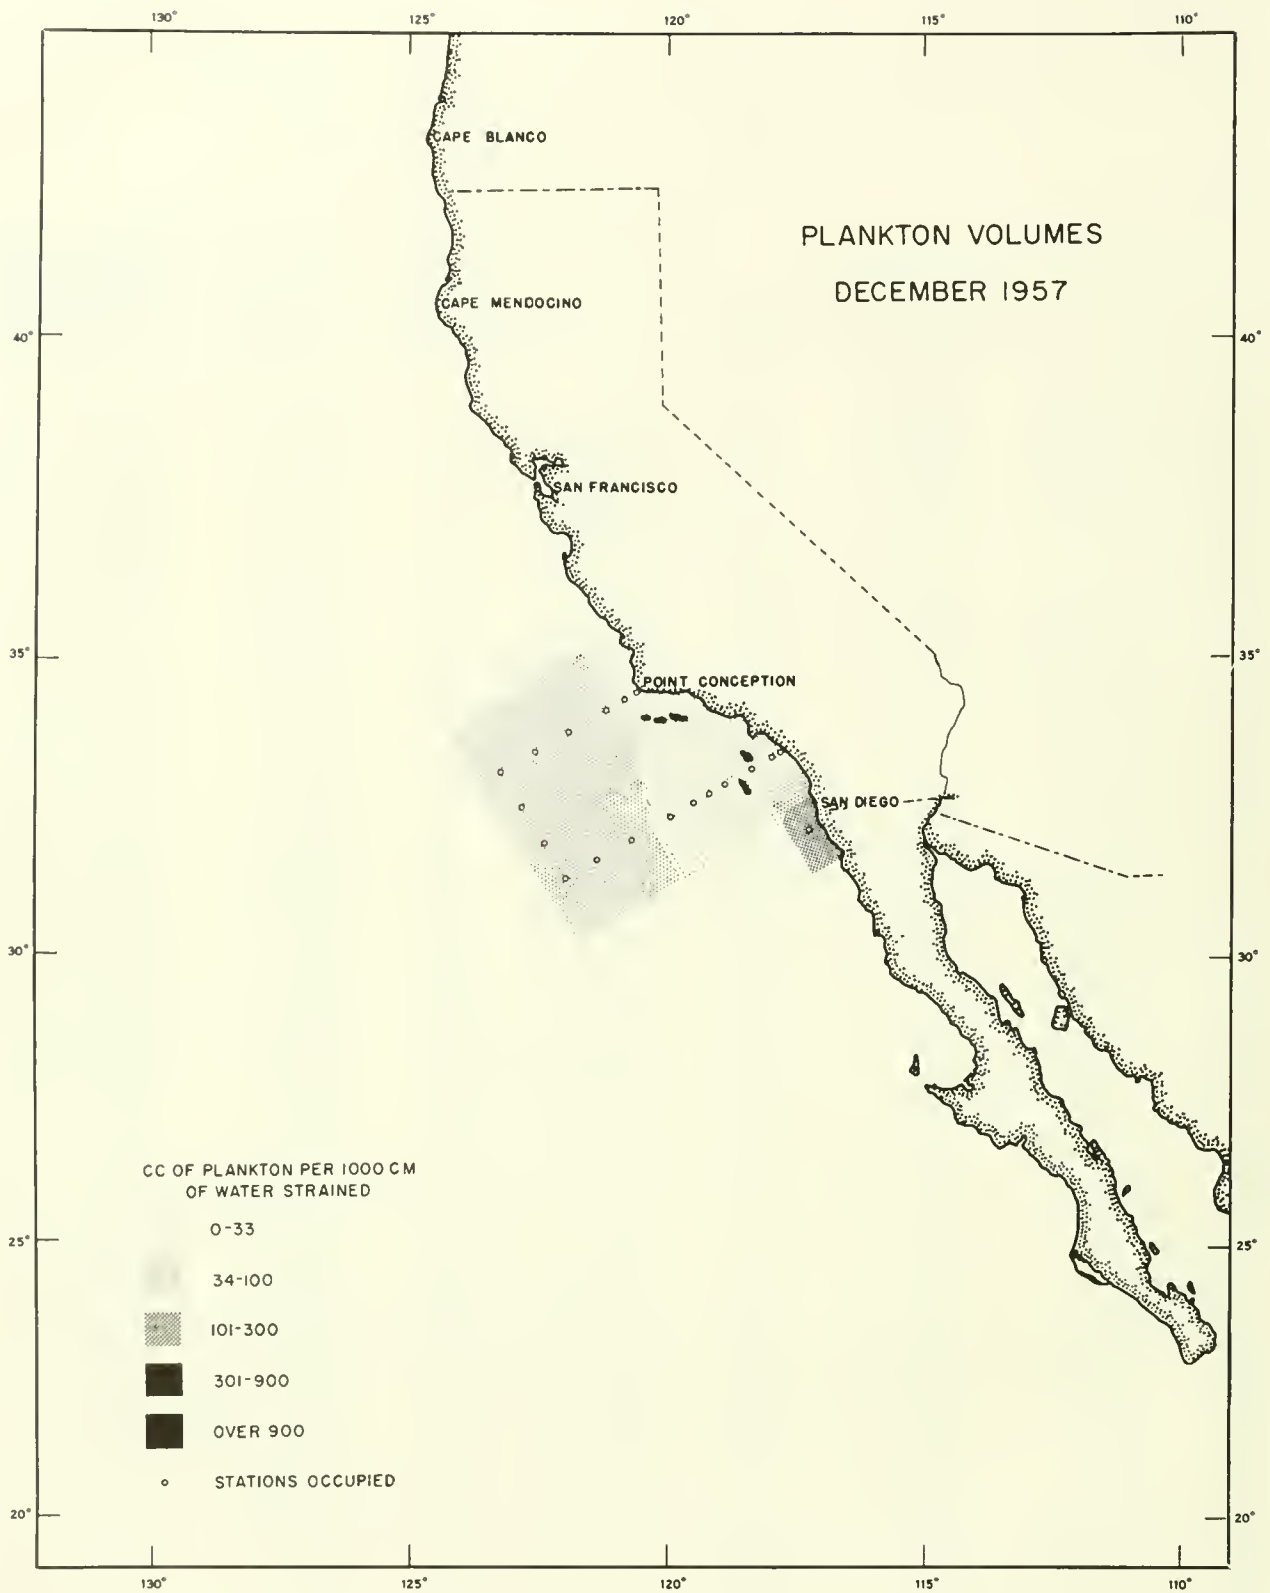 130° 125° 120° 115° 110°
CAPE BLANCO
PLANKTON VOLUMES
DECEMBER 1957
CAPE MENDOCINO
40° 40°
SAN FRANCISCO
35° 35°
POINT CONCEPTION
SAN DIEGO
30° 30°
CC OF PLANKTON PER 1000 CM
OF WATER STRAINED
0-33
25° 25°
34-100
101-300
301-900
OVER 900
STATIONS OCCUPIED
20° 20°
130° 125° 120° 115° 110°